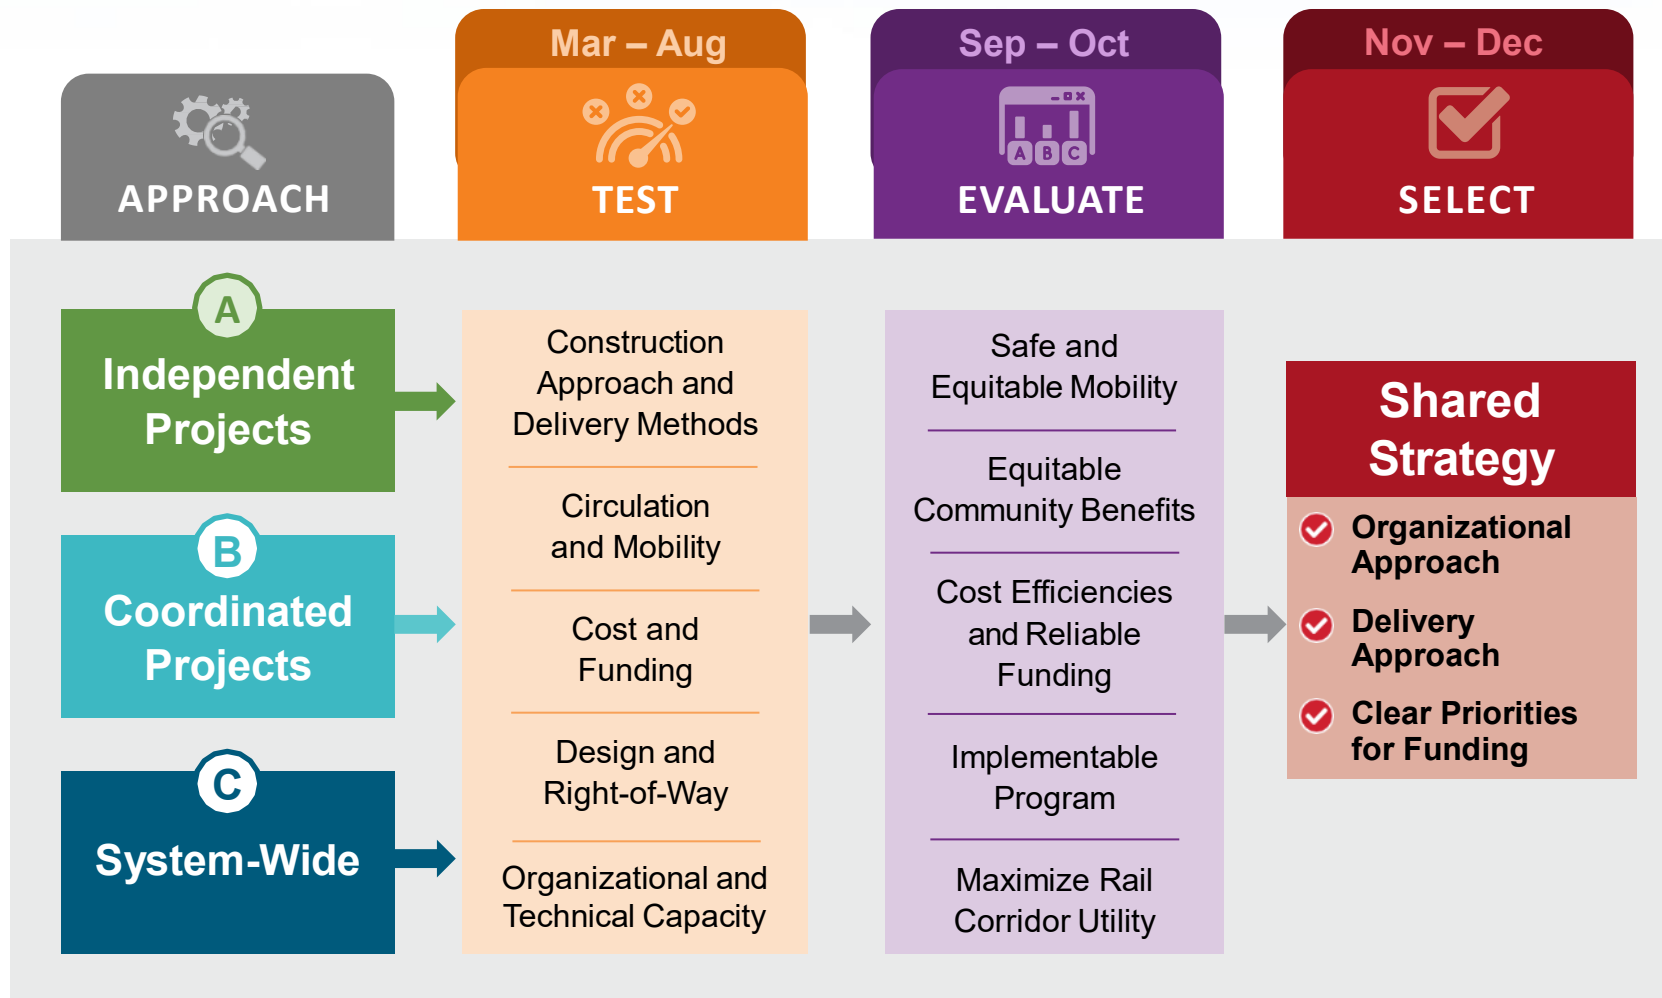 APPROACH
A
Independent
Projects
B
Coordinated
Projects
C
System-Wide
Mar – Aug
TEST
Construction
Approach and
Delivery Methods
Circulation
and Mobility
Cost and
Funding
Design and
Right-of-Way
Organizational and
Technical Capacity
Sep – Oct
A B C
EVALUATE
Safe and
Equitable Mobility
Equitable
Community Benefits
Cost Efficiencies
and Reliable
Funding
Implementable
Program
Maximize Rail
Corridor Utility
Nov – Dec
SELECT
Shared
Strategy
Organizational
Approach
Delivery
Approach
Clear Priorities
for Funding